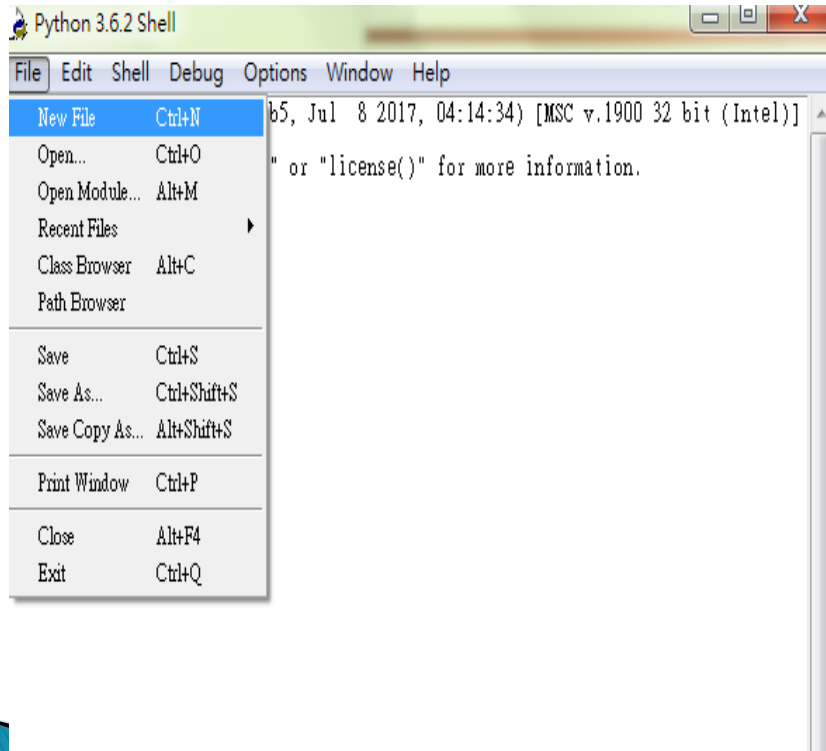 Python 3.6.2 Shell
File Edit Shell Debug Options Window Help
New File Ctrl+N
b5, Jul 8 2017, 04:14:34) [MSC v.1900 32 bit (Intel)]
Open... Ctrl+O
" or "license()" for more information.
Open Module... Alt+M
Recent Files
Class Browser Alt+C
Path Browser
Save Ctrl+S
Save As... Ctrl+Shift+S
Save Copy As... Alt+Shift+S
Print Window Ctrl+P
Close Alt+F4
Exit Ctrl+Q